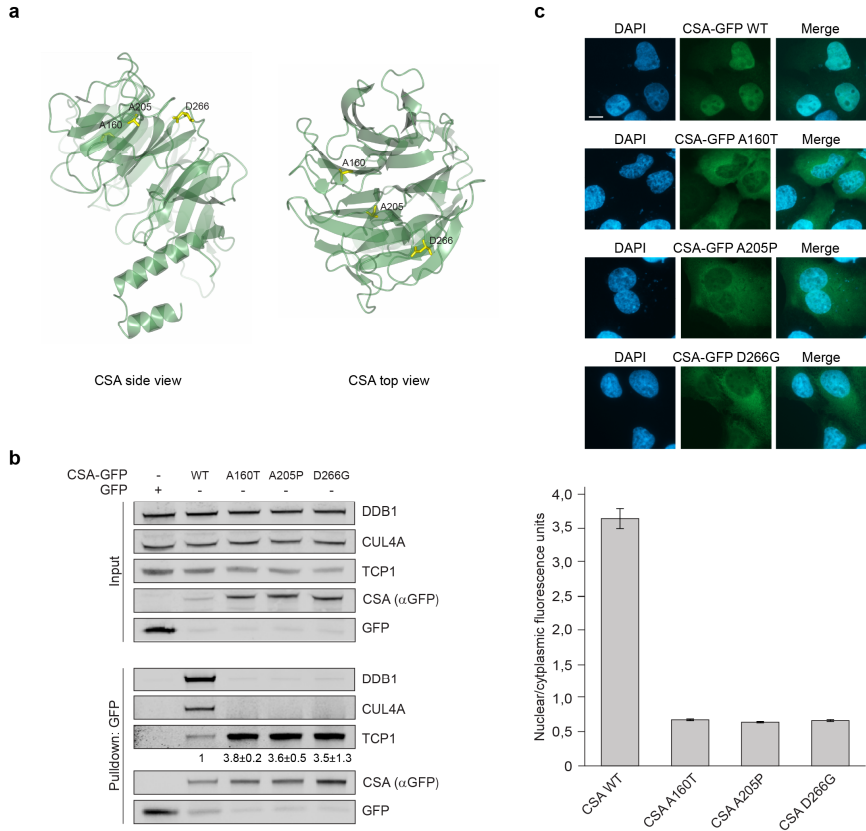 a
A205
D266
A160
A160
A205
D266
CSA side view
CSA top view
b
CSA-GFP - WT A160T A205P D266G
GFP + - - - -
Input
DDB1
CUL4A
TCP1
CSA (αGFP)
GFP
Pulldown: GFP
DDB1
CUL4A
TCP1
1 3.8±0.2 3.6±0.5 3.5±1.3
CSA (αGFP)
GFP
c
DAPI CSA-GFP WT Merge
DAPI CSA-GFP A160T Merge
DAPI CSA-GFP A205P Merge
DAPI CSA-GFP D266G Merge
Nuclear/cytplasmic fluorescence units
4,0
3,5
3,0
2,5
2,0
1,5
1,0
0,5
0
CSA WT
CSA A160T
CSA A205P
CSA D266G